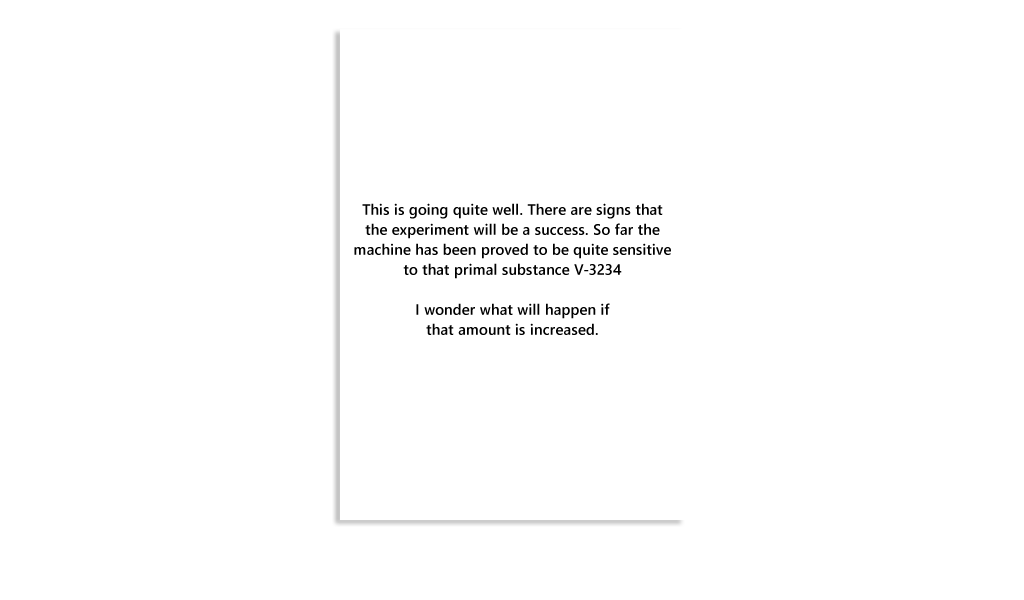 This is going quite well. There are signs that
the experiment will be a success. So far the
machine has been proved to be quite sensitive
to that primal substance V-3234
I wonder what will happen if
that amount is increased.